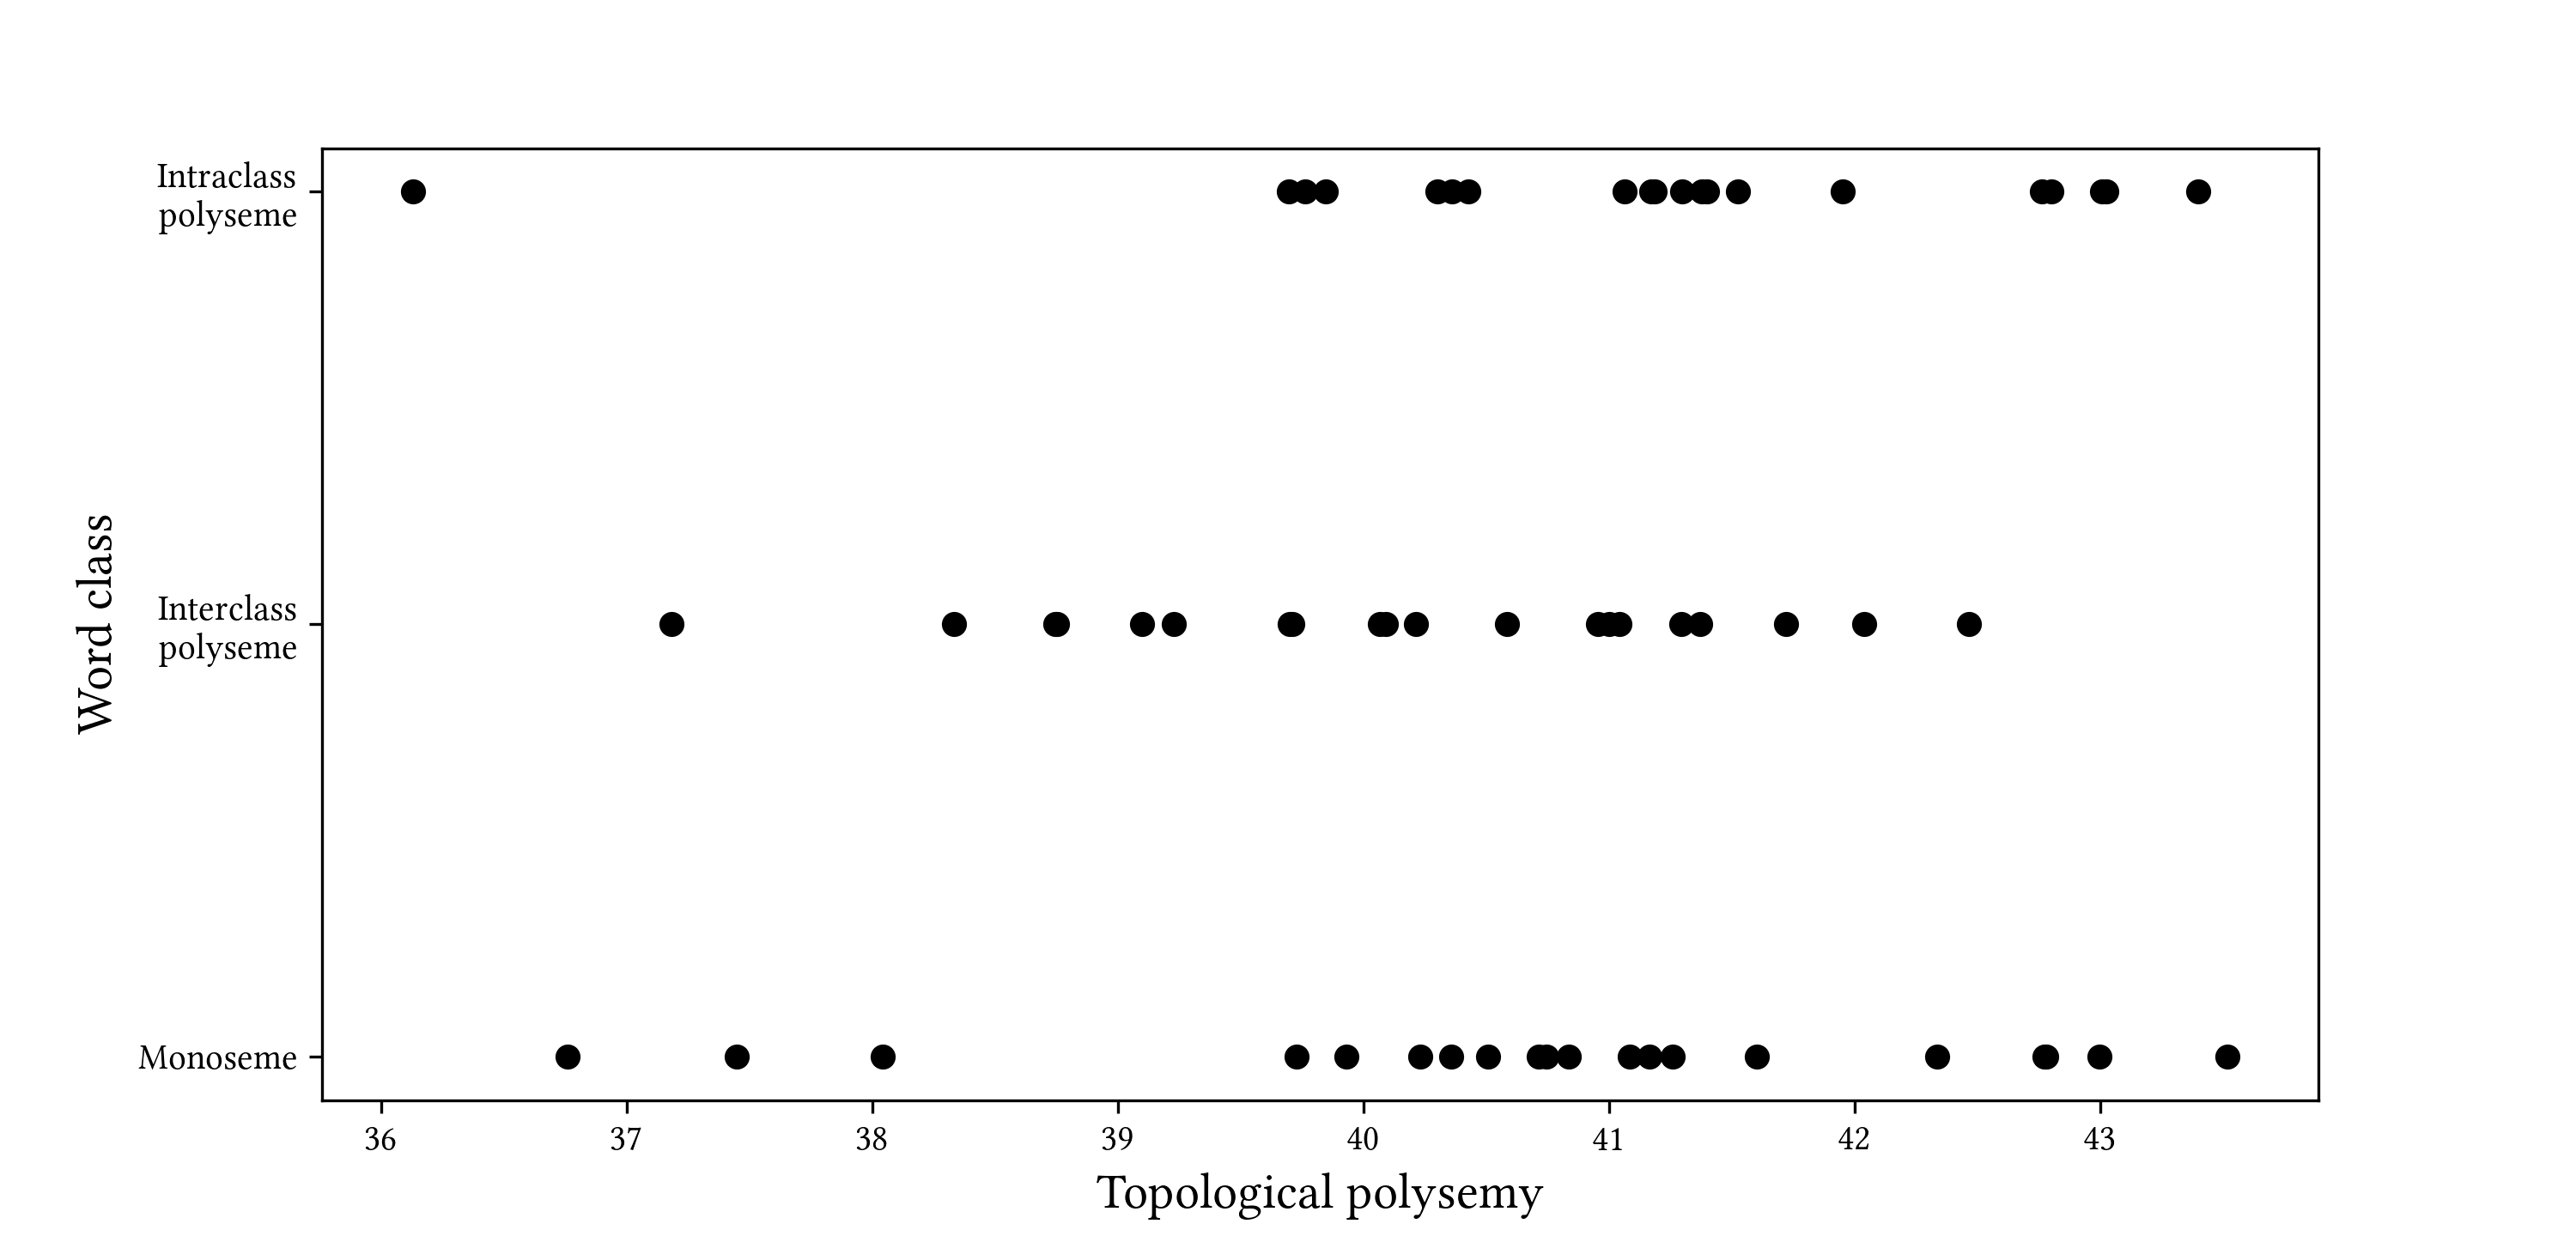 Intraclass
polyseme
Word class
Interclass
polyseme
Monoseme
36 37 38 39 40 41 42 43
Topological polysemy